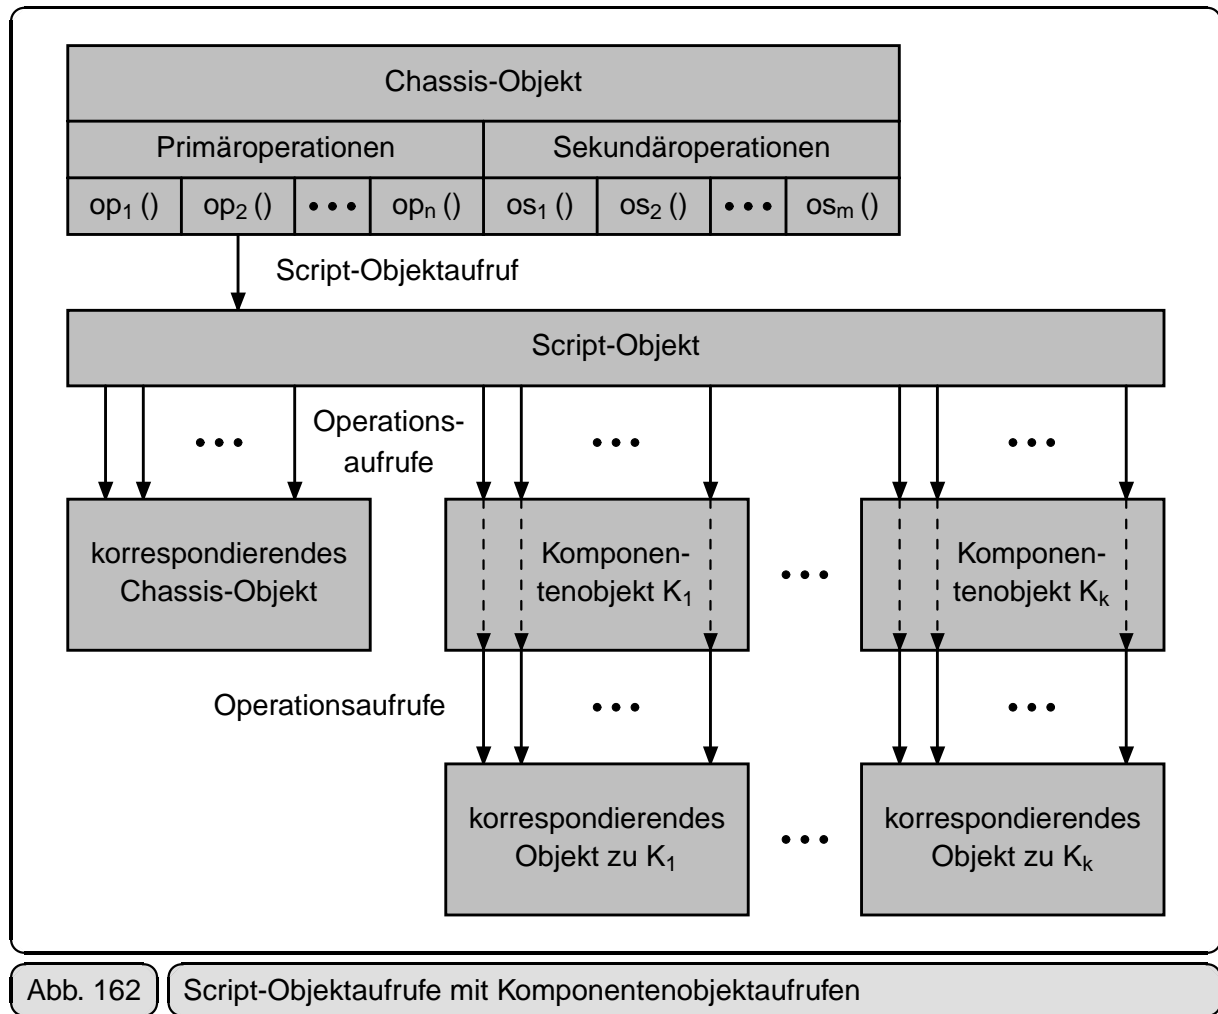 Chassis-Objekt
Primäroperationen Sekundäroperationen
op1 () op2 () ••• opn () os1 () os2 () ••• osm ()
Script-Objektaufruf
Script-Objekt
Operations-
aufrufe
••• ••• •••
korrespondierendes
Chassis-Objekt
Komponen-
tenobjekt K1
•••
Komponen-
tenobjekt Kk
Operationsaufrufe
••• •••
korrespondierendes
Objekt zu K1
•••
korrespondierendes
Objekt zu Kk
Abb. 162 Script-Objektaufrufe mit Komponentenobjektaufrufen